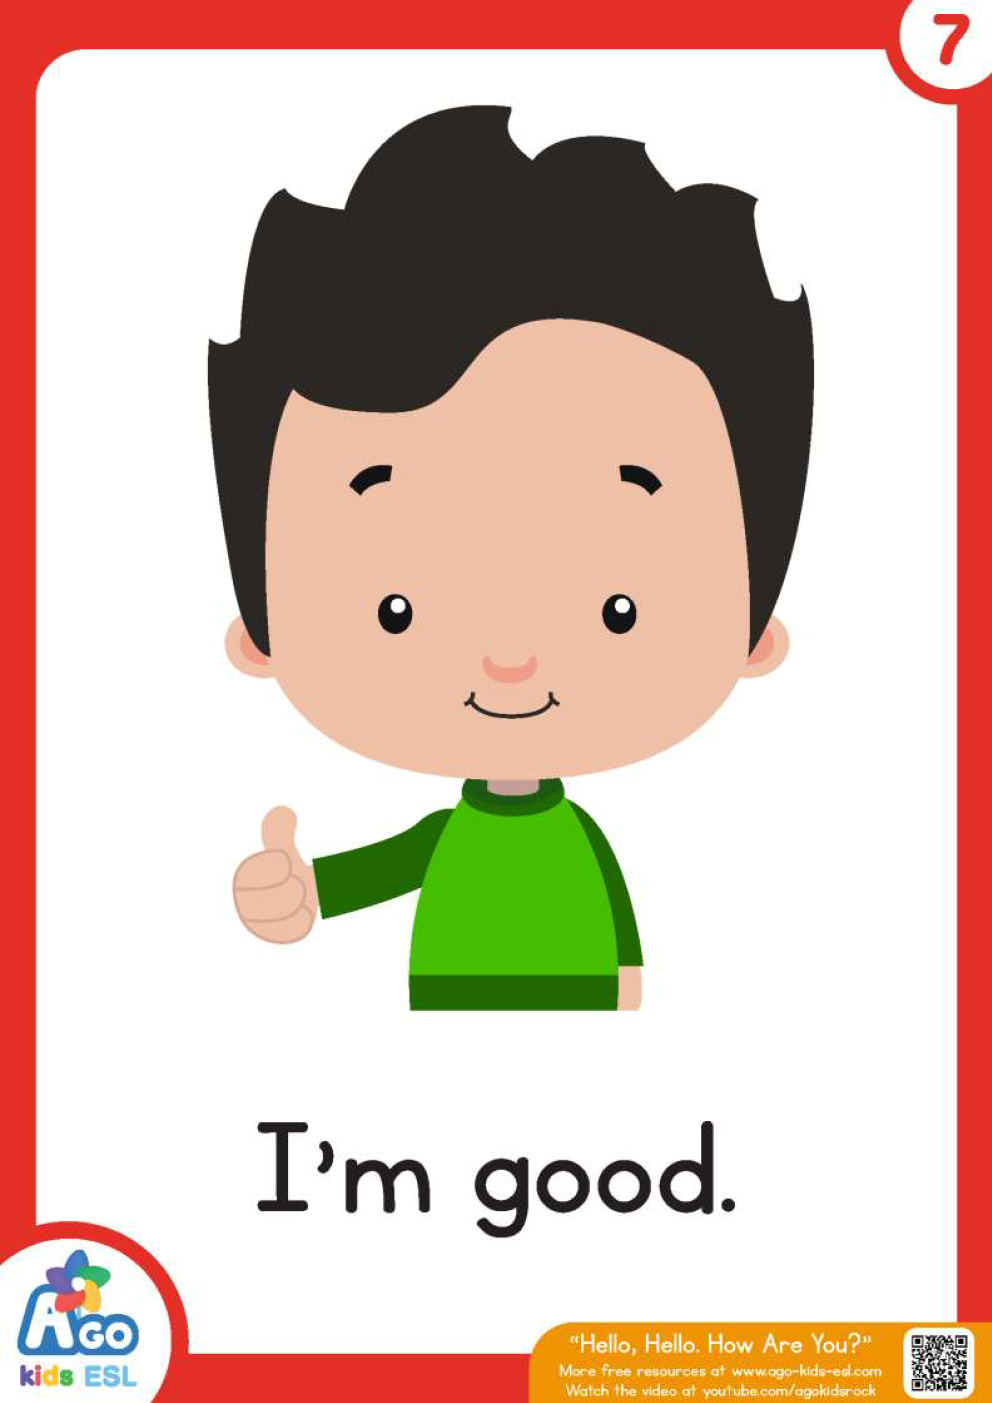 7
I'm good.
AGO
kids ESL
"Hello, Hello. How Are You?"
More free resources at www.ago-kids-esl.com
Watch the video at youtube.com/agokidsrock